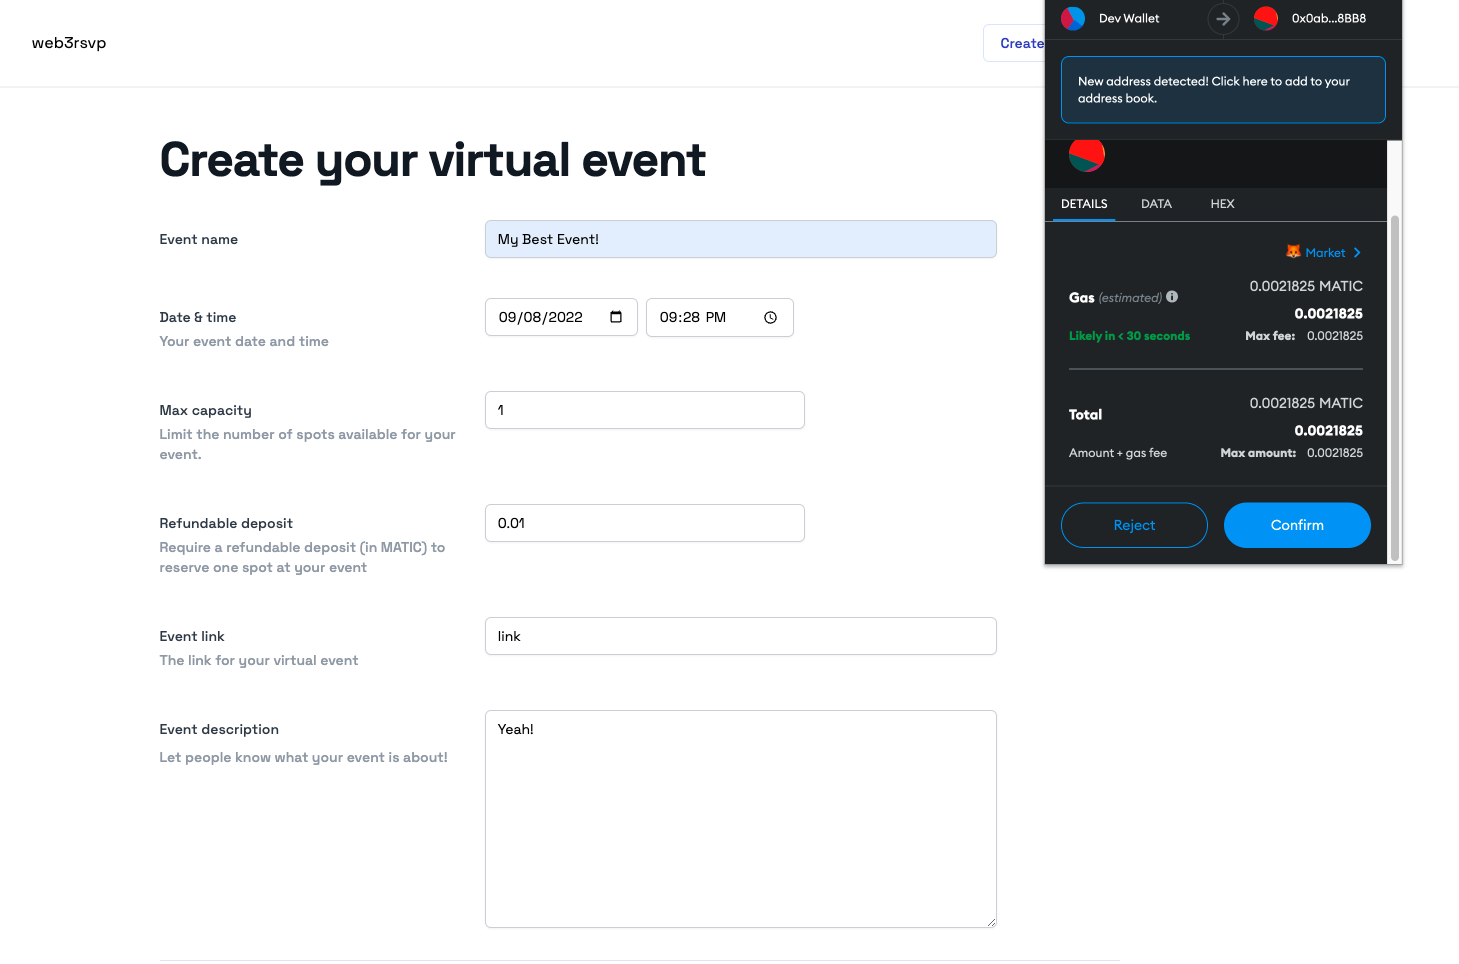 web3rsvp
Create
Create your virtual event
Event name
My Best Event!
Date & time
Your event date and time
09/08/2022
09:28 PM
Max capacity
Limit the number of spots available for your
event.
1
Refundable deposit
Require a refundable deposit (in MATIC) to
reserve one spot at your event
0.01
Event link
The link for your virtual event
link
Event description
Let people know what your event is about!
Yeah!
Dev Wallet
0x0ab...8BB8
New address detected! Click here to add to your
address book.
DETAILS DATA HEX
Market
0.0021825 MATIC
Gas (estimated)
0.0021825
Likely in < 30 seconds Max fee: 0.0021825
0.0021825 MATIC
Total
0.0021825
Amount + gas fee Max amount: 0.0021825
Reject Confirm